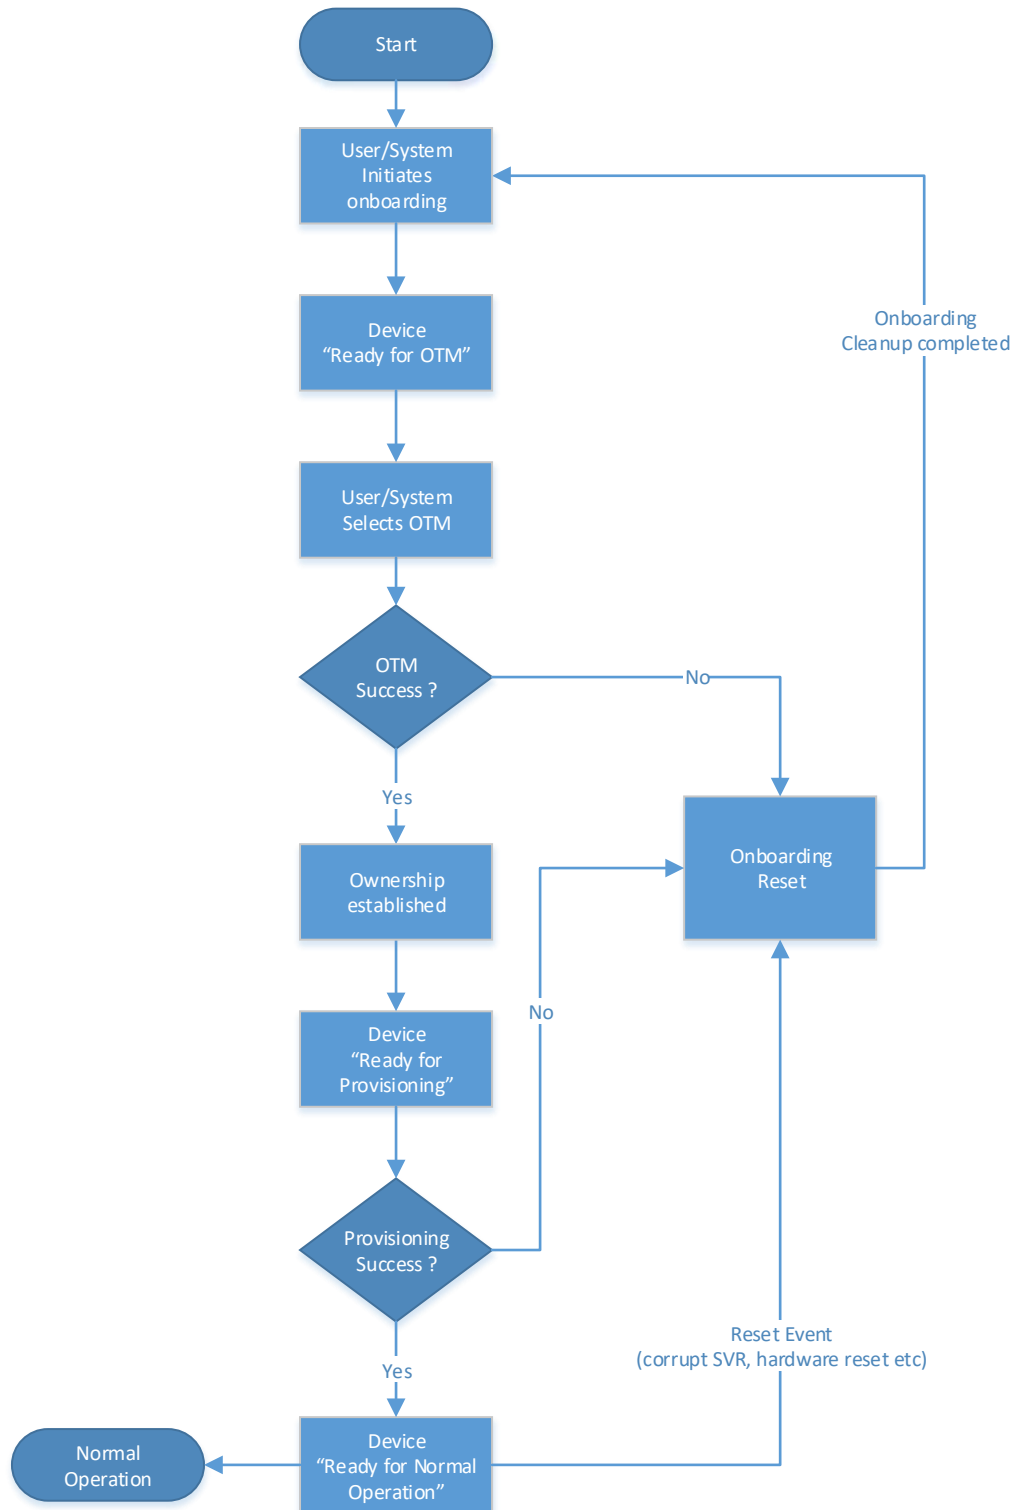 Start
User/System
Initiates
onboarding
Onboarding
Cleanup completed
Device
“Ready for OTM”
User/System
Selects OTM
OTM
Success ?
No
Yes
Onboarding
Reset
Ownership
established
No
Device
“Ready for
Provisioning”
Provisioning
Success ?
Reset Event
(corrupt SVR, hardware reset etc)
Yes
Normal
Operation
Device
“Ready for Normal
Operation”